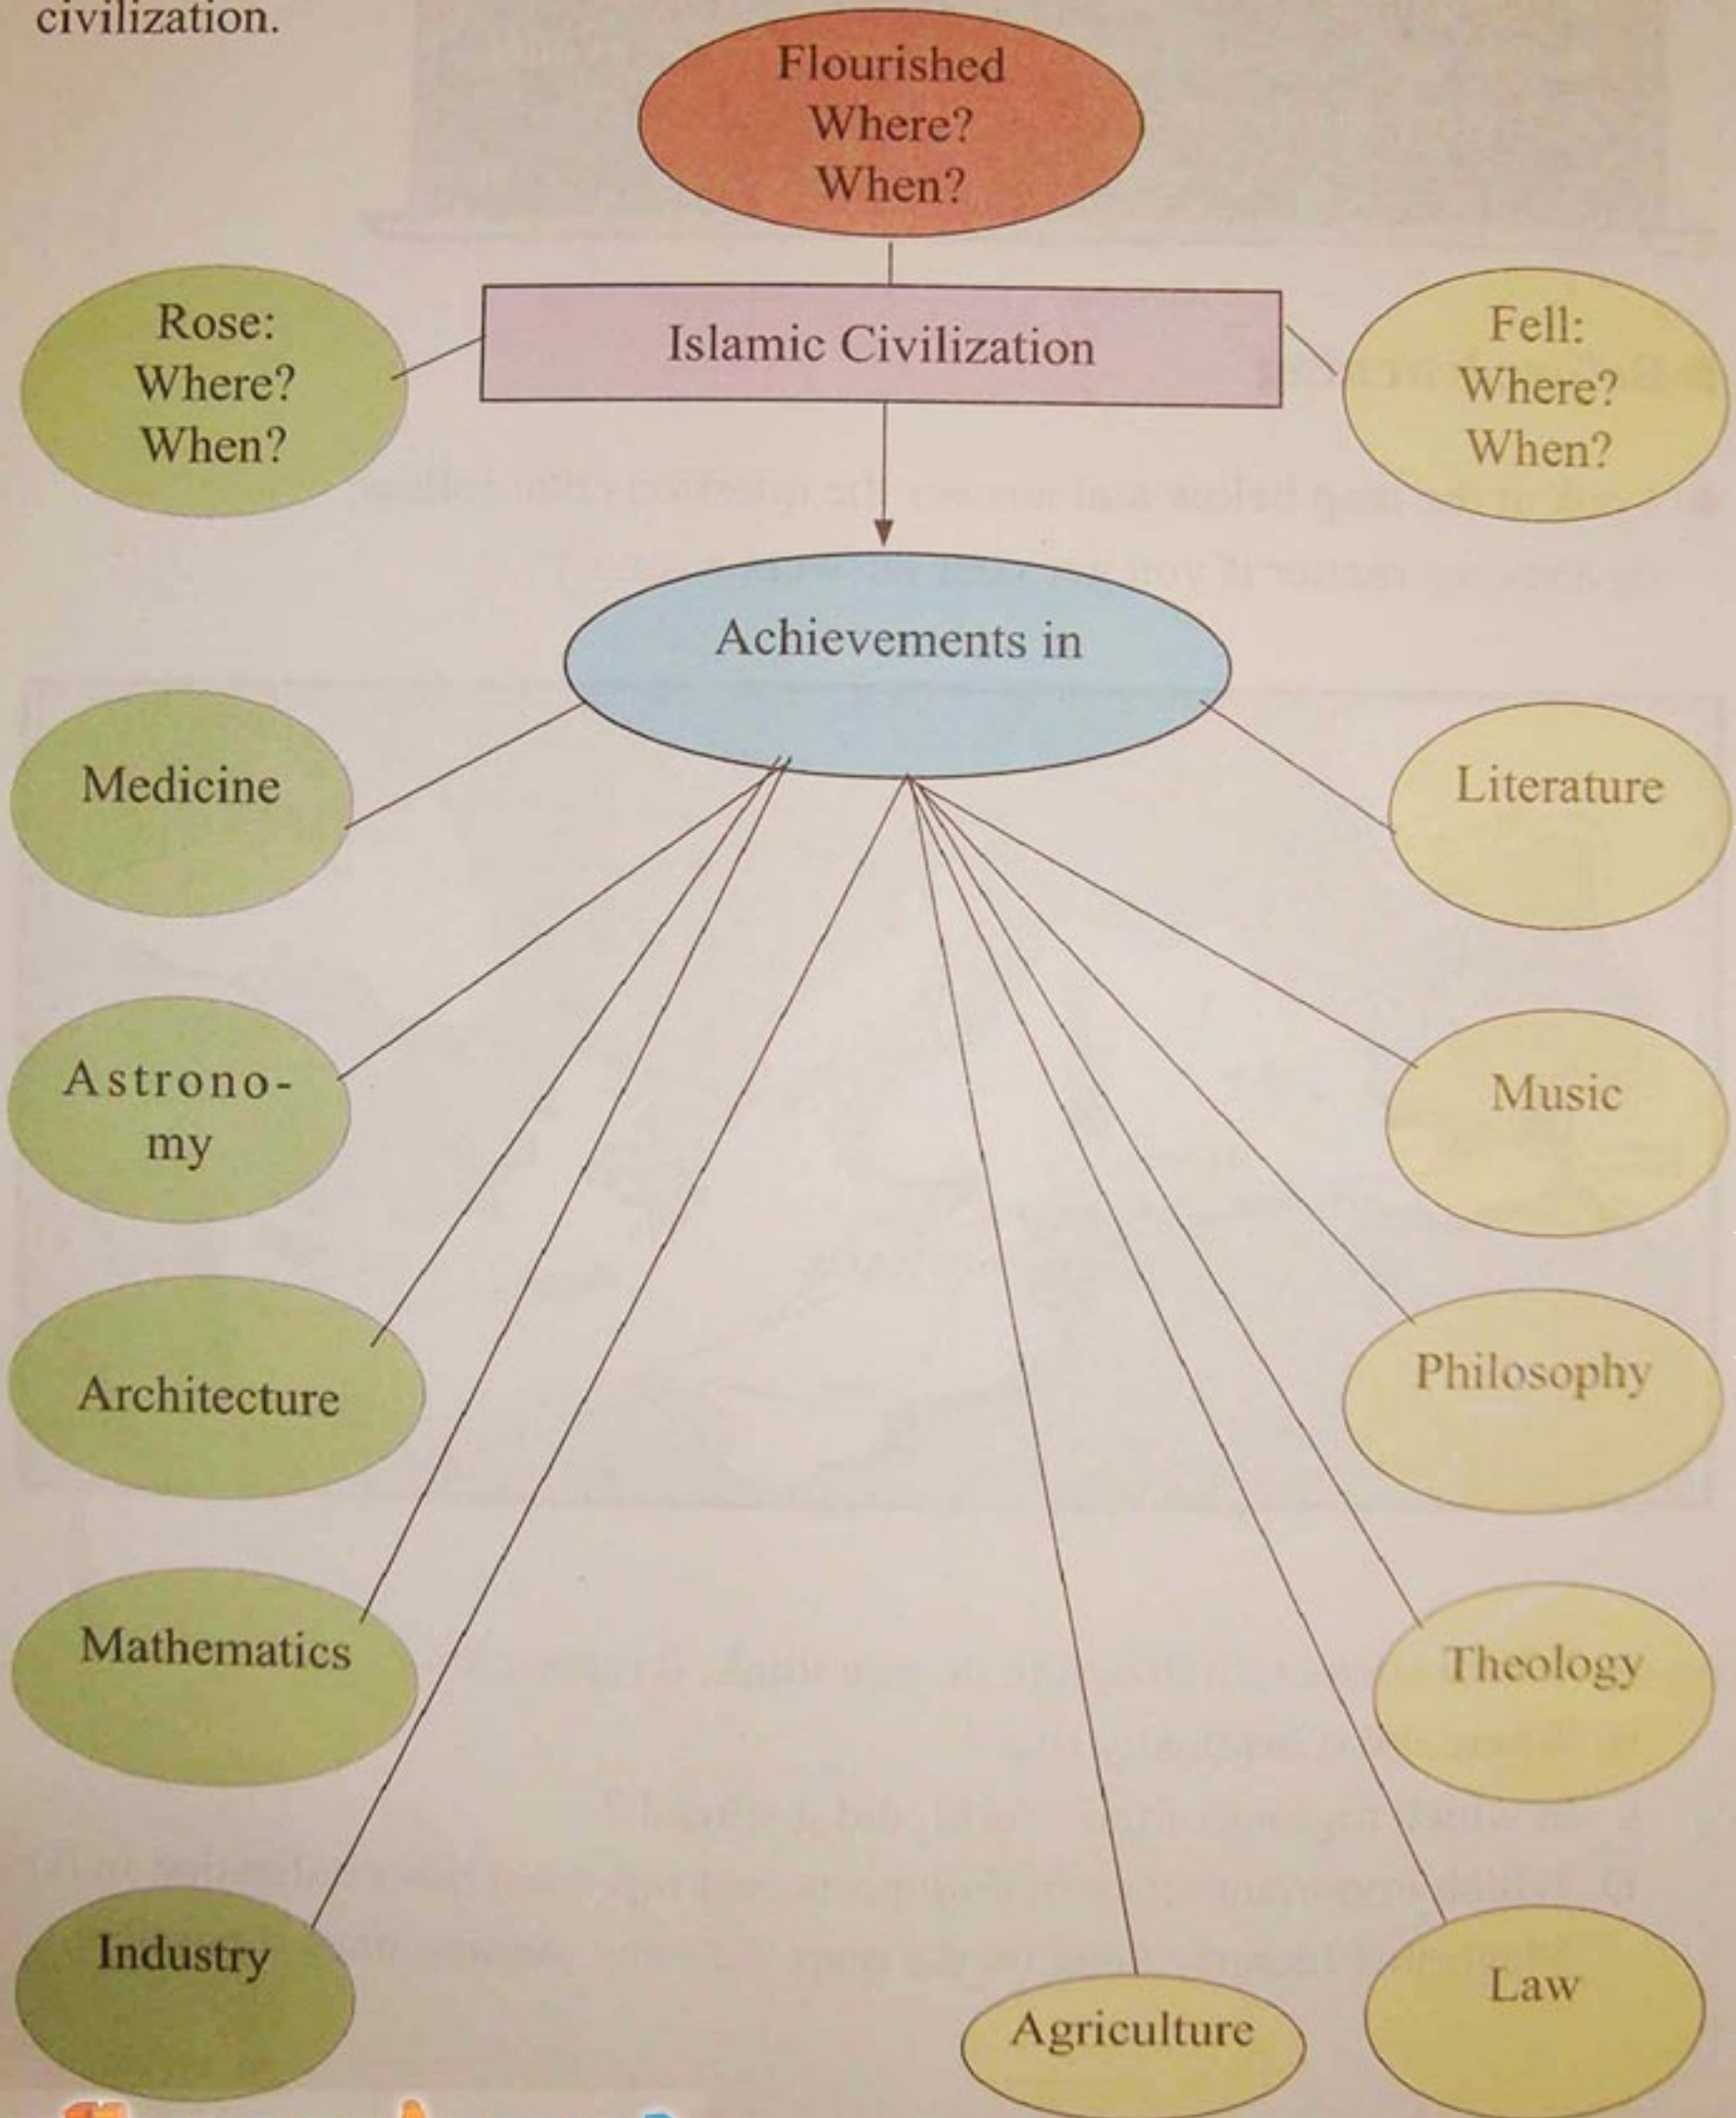 civilization.
Flourished
Where?
When?
Rose:
Where?
When?
Islamic Civilization
Fell:
Where?
When?
Achievements in
Medicine
Literature
Astrono-
my
Music
Architecture
Philosophy
Mathematics
Theology
Industry
Law
Agriculture